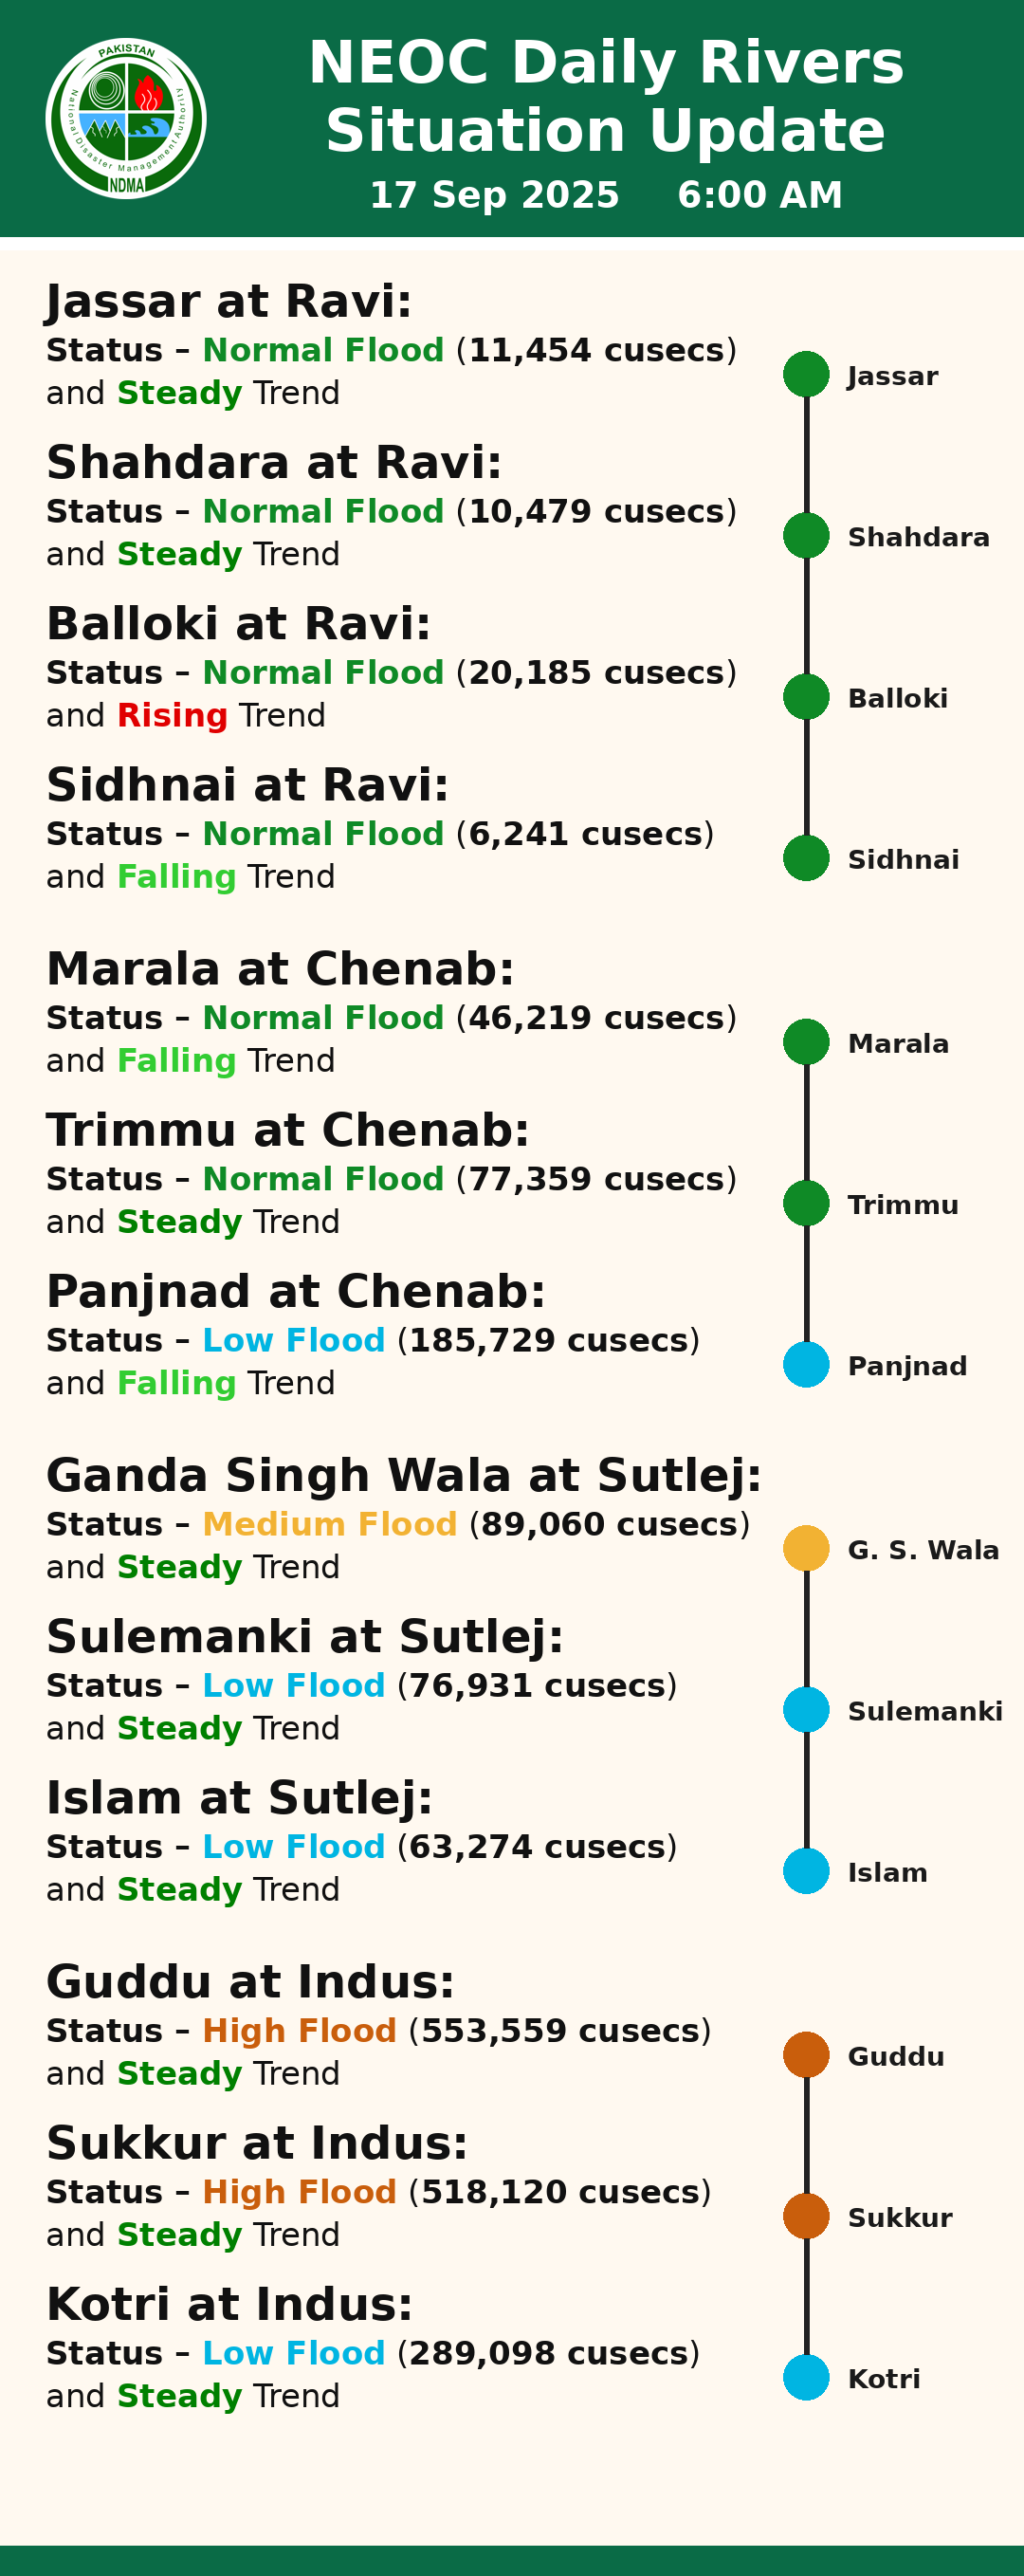 PAKISTAN
National Disaster Management Authority
NDMA
NEOC Daily Rivers
Situation Update
17 Sep 2025 6:00 AM
Jassar at Ravi:
Status – Normal Flood (11,454 cusecs)
and Steady Trend
Jassar
Shahdara at Ravi:
Status – Normal Flood (10,479 cusecs)
and Steady Trend
Shahdara
Balloki at Ravi:
Status – Normal Flood (20,185 cusecs)
and Rising Trend
Balloki
Sidhnai at Ravi:
Status – Normal Flood (6,241 cusecs)
and Falling Trend
Sidhnai
Marala at Chenab:
Status – Normal Flood (46,219 cusecs)
and Falling Trend
Marala
Trimmu at Chenab:
Status – Normal Flood (77,359 cusecs)
and Steady Trend
Trimmu
Panjnad at Chenab:
Status – Low Flood (185,729 cusecs)
and Falling Trend
Panjnad
Ganda Singh Wala at Sutlej:
Status – Medium Flood (89,060 cusecs)
and Steady Trend
G. S. Wala
Sulemanki at Sutlej:
Status – Low Flood (76,931 cusecs)
and Steady Trend
Sulemanki
Islam at Sutlej:
Status – Low Flood (63,274 cusecs)
and Steady Trend
Islam
Guddu at Indus:
Status – High Flood (553,559 cusecs)
and Steady Trend
Guddu
Sukkur at Indus:
Status – High Flood (518,120 cusecs)
and Steady Trend
Sukkur
Kotri at Indus:
Status – Low Flood (289,098 cusecs)
and Steady Trend
Kotri